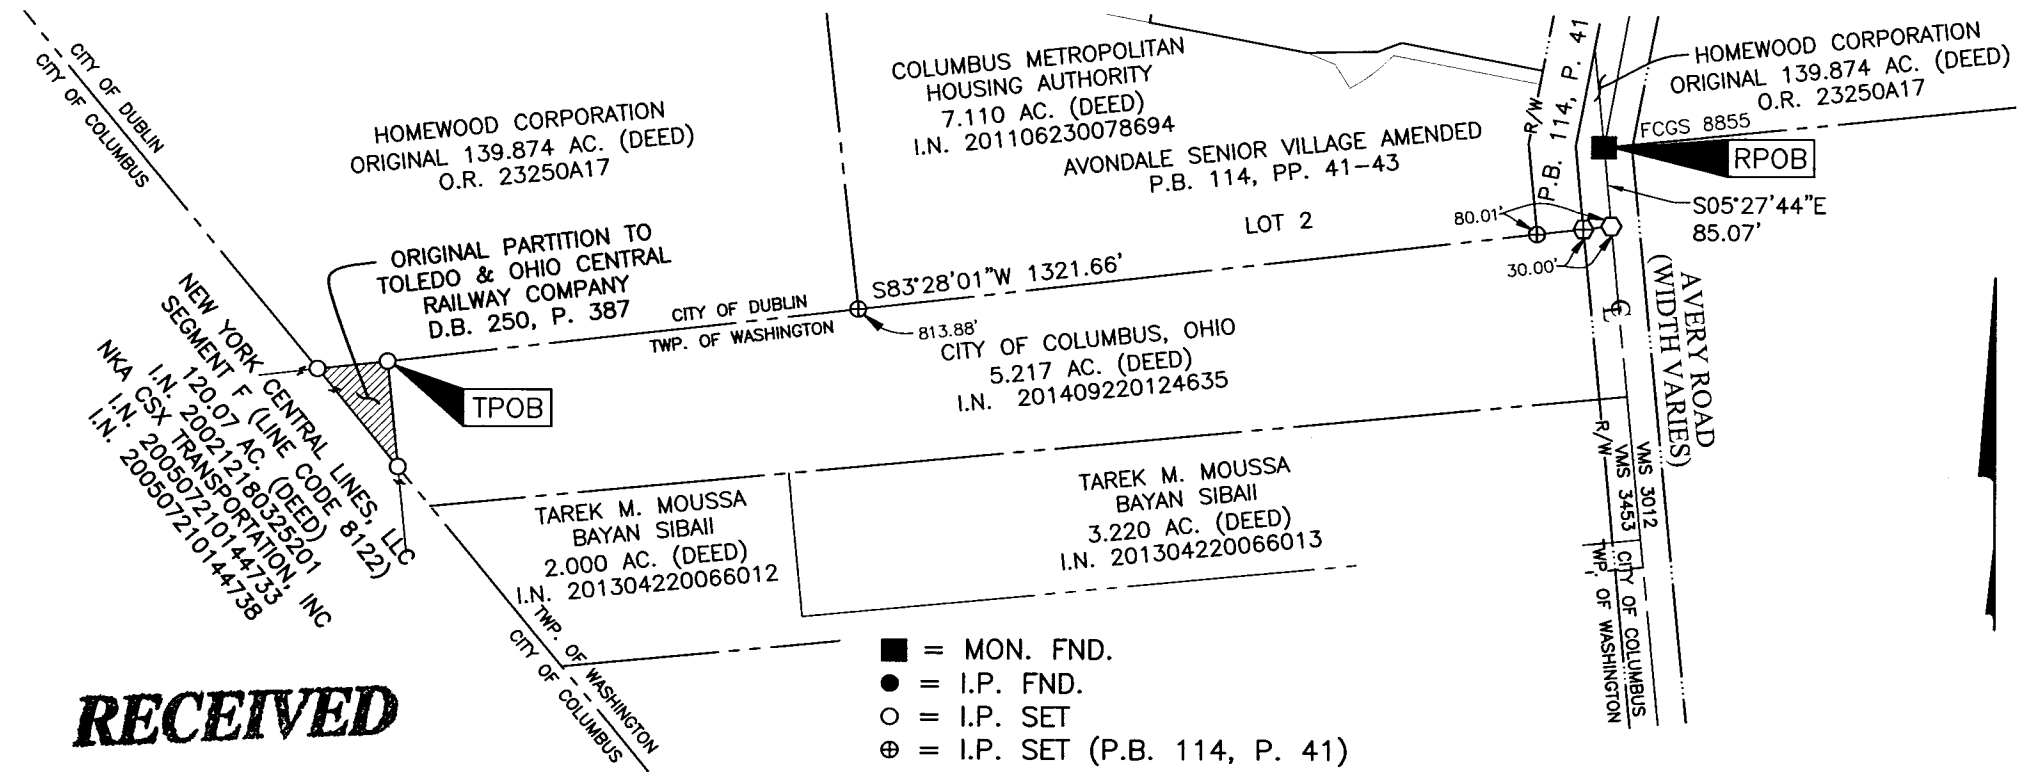 CITY OF DUBLIN
CITY OF COLUMBUS
HOMEWOOD CORPORATION
ORIGINAL 139.874 AC. (DEED)
O.R. 23250A17
COLUMBUS METROPOLITAN
HOUSING AUTHORITY
7.110 AC. (DEED)
I.N. 201106230078694
AVONDALE SENIOR VILLAGE AMENDED
P.B. 114, PP. 41-43
LOT 2
R/W
P.B. 114, P. 41
HOMEWOOD CORPORATION
ORIGINAL 139.874 AC. (DEED)
O.R. 23250A17
FCGS 8855
RPOB
S05°27'44"E
85.07'
80.01'
30.00'
ORIGINAL PARTITION TO
TOLEDO & OHIO CENTRAL
RAILWAY COMPANY
D.B. 250, P. 387
CITY OF DUBLIN
TWP. OF WASHINGTON
S83°28'01"W 1321.66'
813.88'
CITY OF COLUMBUS, OHIO
5.217 AC. (DEED)
I.N. 201409220124635
TPOB
NEW YORK CENTRAL LINES, LLC
SEGMENT F (LINE CODE 8122)
120.07 AC. (DEED)
I.N. 200212180325201
NKA CSX TRANSPORTATION, INC
I.N. 200507210144733
I.N. 200507210144738
AVERY ROAD
(WIDTH VARIES)
CL
R/W
VMS 3453
VMS 3012
TWP. OF WASHINGTON
CITY OF COLUMBUS
TAREK M. MOUSSA
BAYAN SIBAII
2.000 AC. (DEED)
I.N. 201304220066012
TAREK M. MOUSSA
BAYAN SIBAII
3.220 AC. (DEED)
I.N. 201304220066013
TWP. OF WASHINGTON
CITY OF COLUMBUS
= MON. FND.
= I.P. FND.
= I.P. SET
= I.P. SET (P.B. 114, P. 41)
RECEIVED